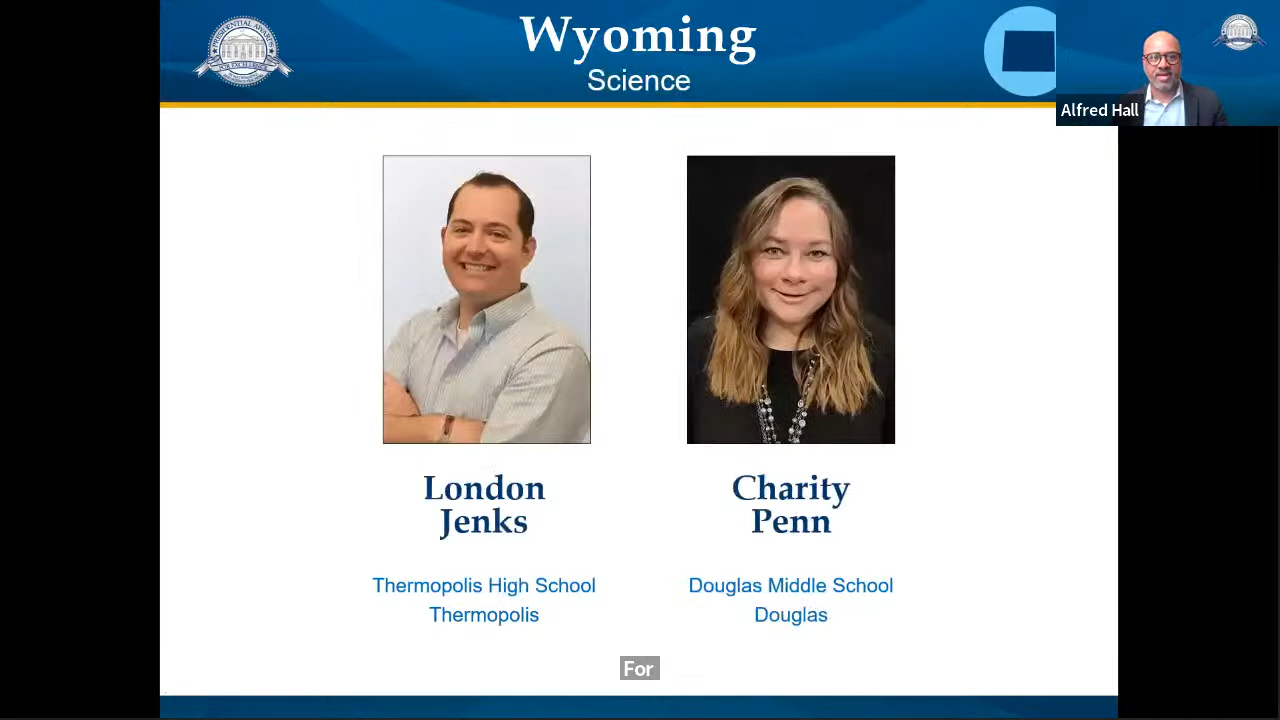 Wyoming
Science
Alfred Hall
London
Jenks
Charity
Penn
Thermopolis High School
Thermopolis
Douglas Middle School
Douglas
For